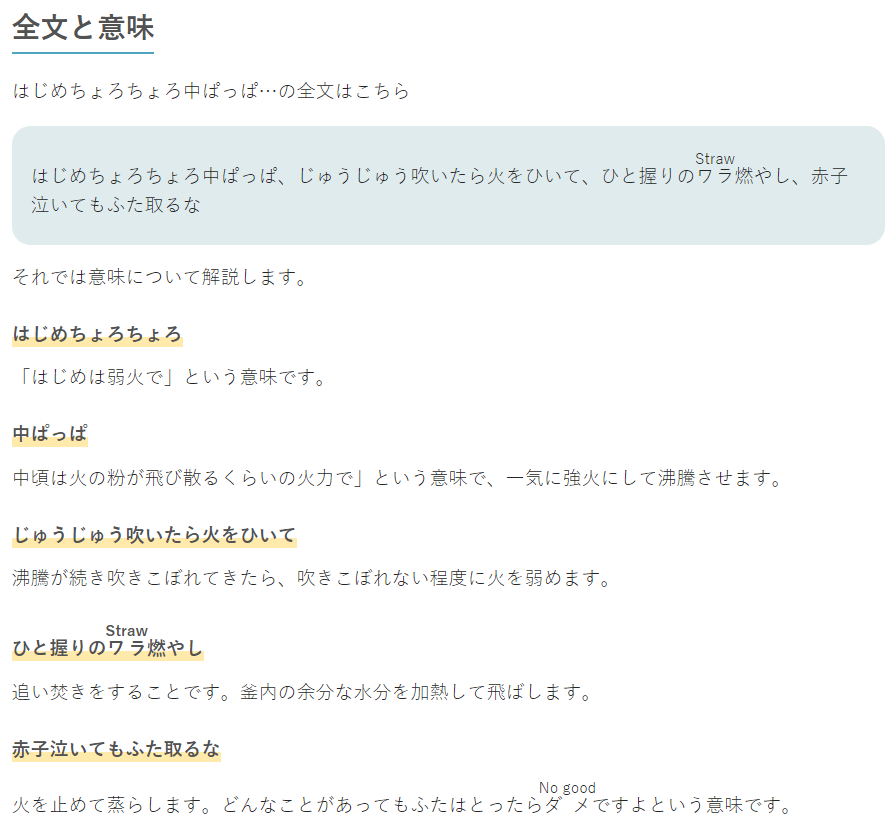 全文と意味
はじめちょろちょろ中ぱっぱ…の全文はこちら
Straw
はじめちょろちょろ中ぱっぱ、じゅうじゅう吹いたら火をひいて、ひと握りのワラ燃やし、赤子
泣いてもふた取るな
それでは意味について解説します。
はじめちょろちょろ
「はじめは弱火で」という意味です。
中ぱっぱ
中頃は火の粉が飛び散るくらいの火力で」という意味で、一気に強火にして沸騰させます。
じゅうじゅう吹いたら火をひいて
沸騰が続き吹きこぼれてきたら、吹きこぼれない程度に火を弱めます。
Straw
ひと握りのワラ燃やし
追い焚きをすることです。釜内の余分な水分を加熱して飛ばします。
赤子泣いてもふた取るな
No good
火を止めて蒸らします。どんなことがあってもふたはとったらダメですよという意味です。